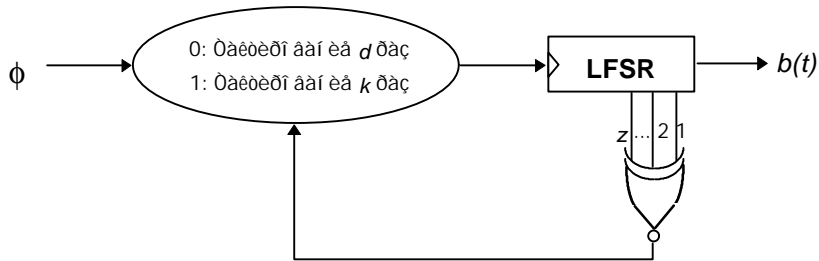 0: Òàêòèðî âàí èå d ðàç
1: Òàêòèðî âàí èå k ðàç
ϕ
LFSR
b(t)
z ... 2 1